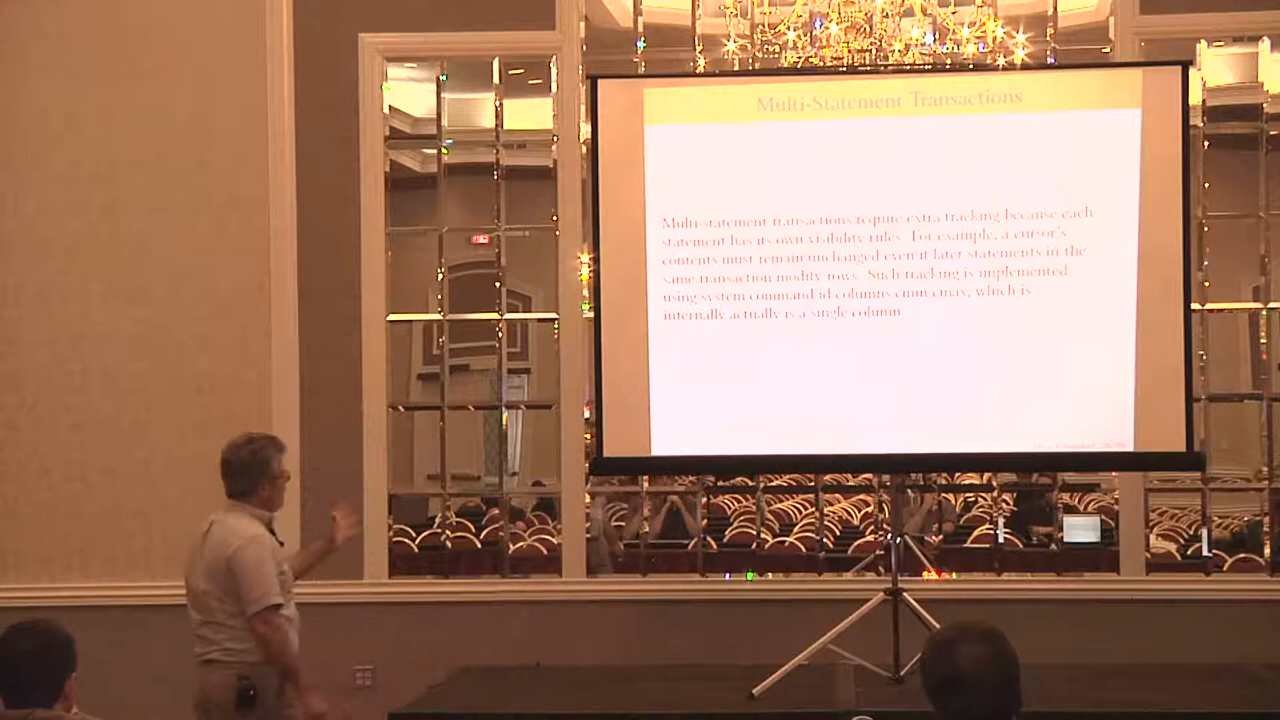 Multi-Statement Transactions
Multi-statement transactions require extra tracking because each
statement has its own visibility rules. For example, a cursor's
contents must remain unchanged even if later statements in the
same transaction modify rows. Such tracking is implemented
using system command id columns cmin/cmax, which is
internally actually is a single column.